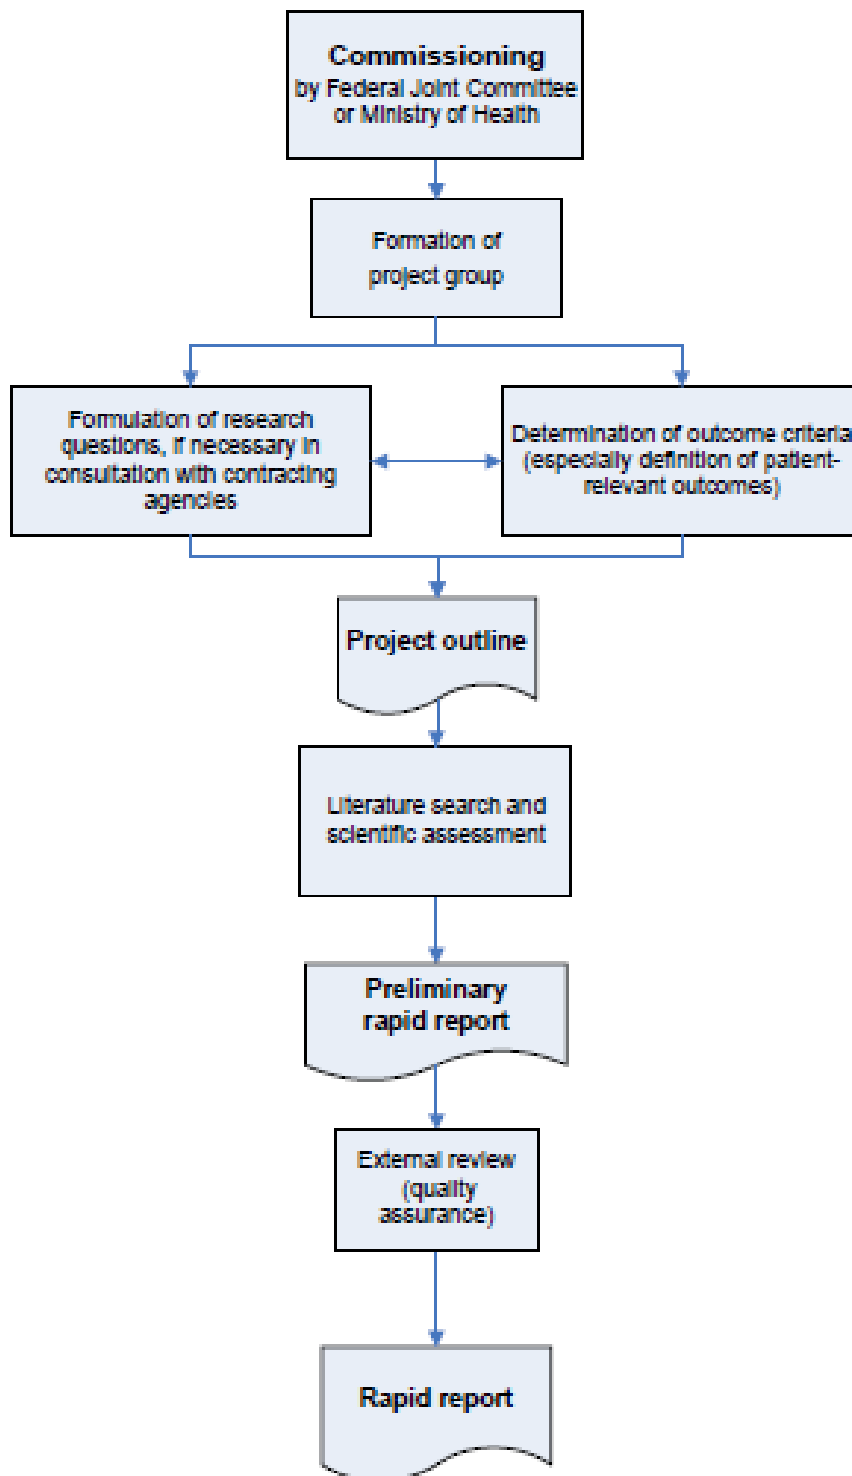 Commissioning
by Federal Joint Committee
or Ministry of Health
Formation of
project group
Formulation of research
questions, if necessary in
consultation with contracting
agencies
Determination of outcome criteria
(especially definition of patient-
relevant outcomes)
Project outline
Literature search and
scientific assessment
Preliminary
rapid report
External review
(quality
assurance)
Rapid report